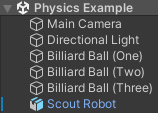 Physics Example
Main Camera
Directional Light
Billiard Ball (One)
Billiard Ball (Two)
Billiard Ball (Three)
Scout Robot